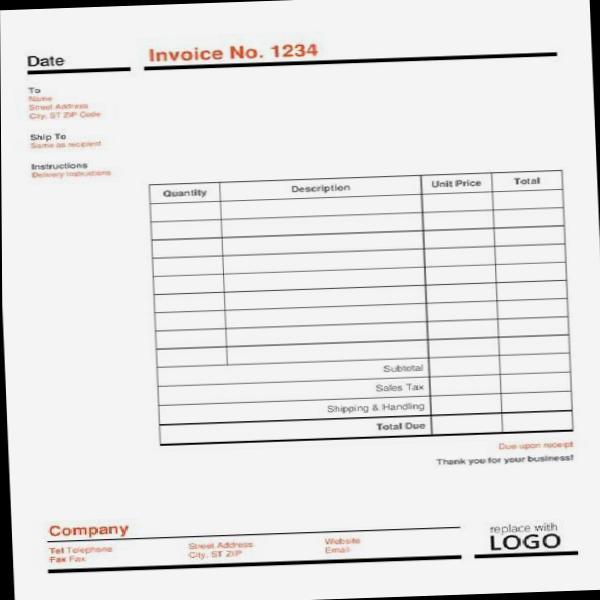 Date
Invoice No. 1234
To
Name
Street Address
City, ST ZIP Code
Ship To
Same as recipient
Instructions
Delivery Instructions
Quantity Description Unit Price Total
Subtotal
Sales Tax
Shipping & Handling
Total Due
Due upon receipt
Thank you for your business!
Company
Tel Telephone
Fax Fax
Street Address
City, ST ZIP
Website
Email
replace with
LOGO